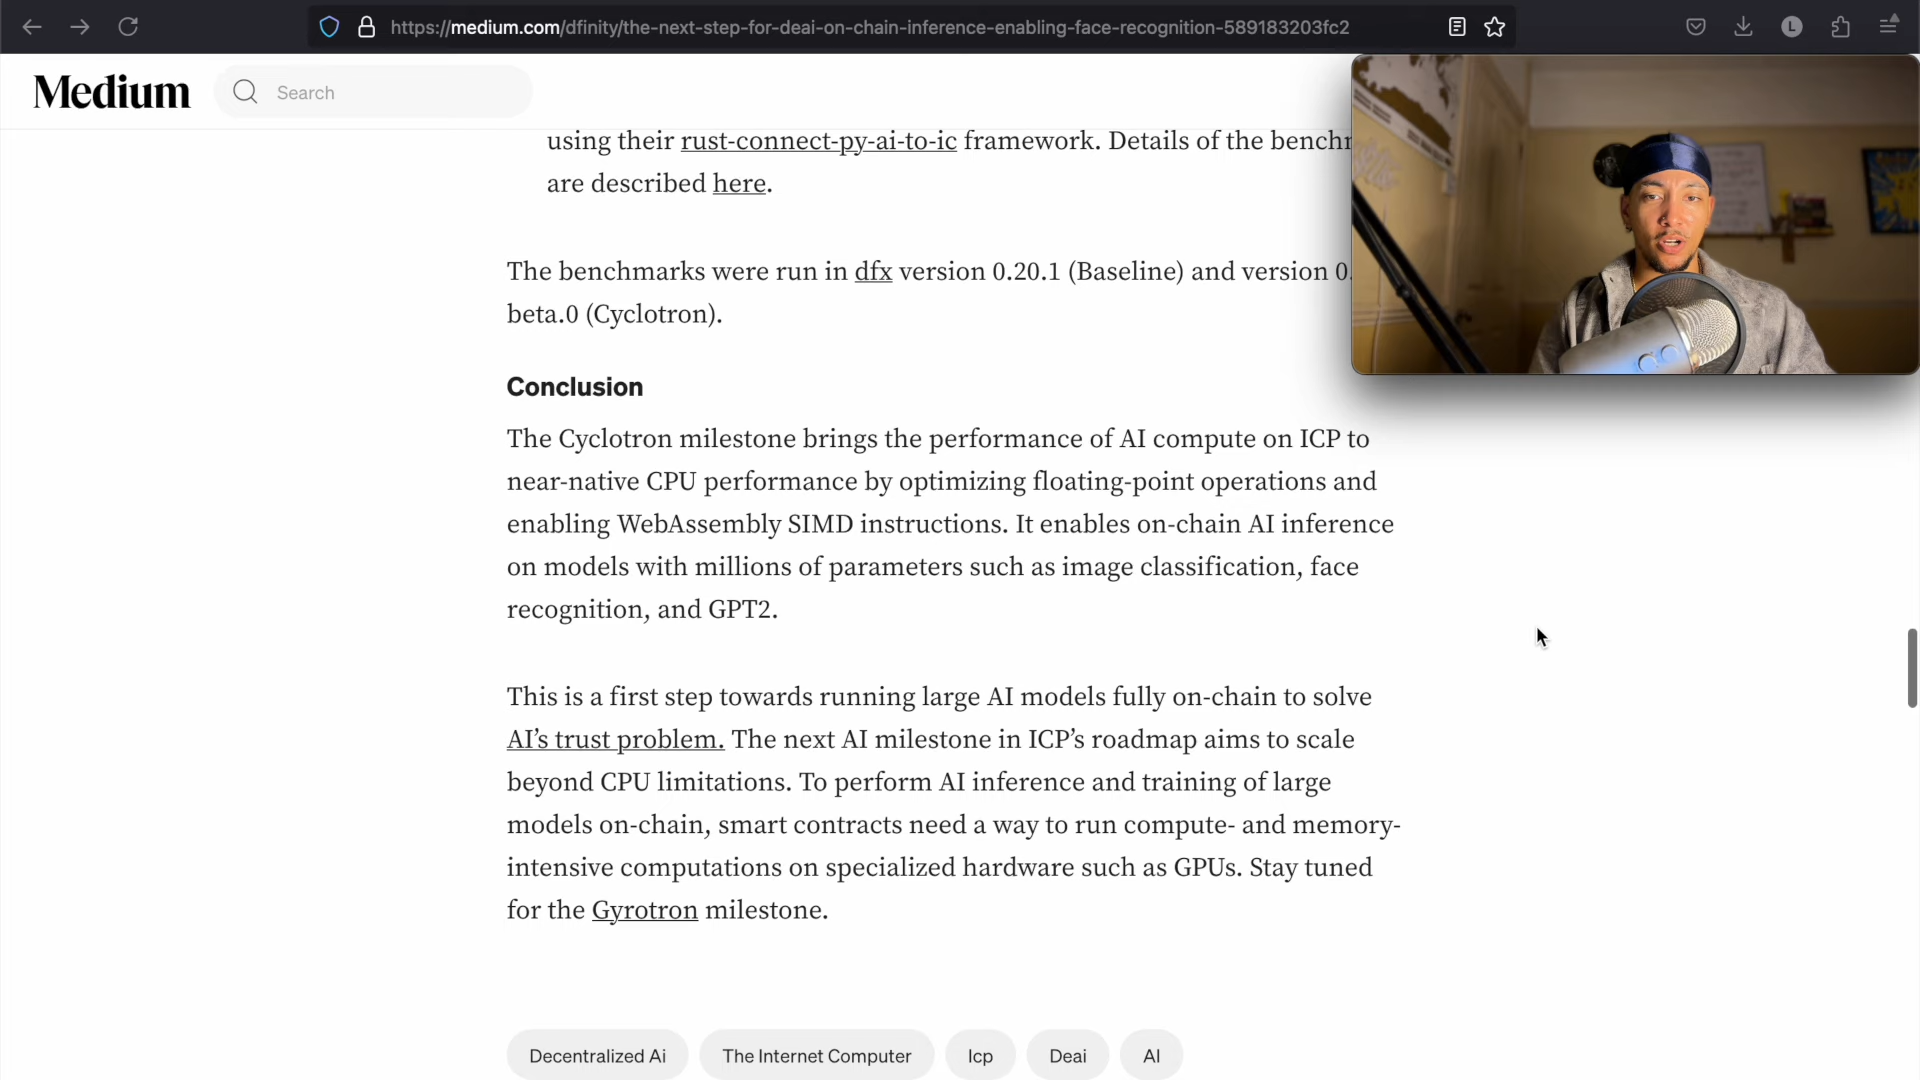 https://medium.com/dfinity/the-next-step-for-deai-on-chain-inference-enabling-face-recognition-589183203fc2
L
Medium
Search
using their rust-connect-py-ai-to-ic framework. Details of the
are described here.
The benchmarks were run in dfx version 0.20.1 (Baseline) and version 0.
beta.0 (Cyclotron).
Conclusion
The Cyclotron milestone brings the performance of AI compute on ICP to
near-native CPU performance by optimizing floating-point operations and
enabling WebAssembly SIMD instructions. It enables on-chain AI inference
on models with millions of parameters such as image classification, face
recognition, and GPT2.
This is a first step towards running large AI models fully on-chain to solve
AI’s trust problem. The next AI milestone in ICP’s roadmap aims to scale
beyond CPU limitations. To perform AI inference and training of large
models on-chain, smart contracts need a way to run compute- and memory-
intensive computations on specialized hardware such as GPUs. Stay tuned
for the Gyrotron milestone.
Decentralized Ai
The Internet Computer
Icp
Deai
AI